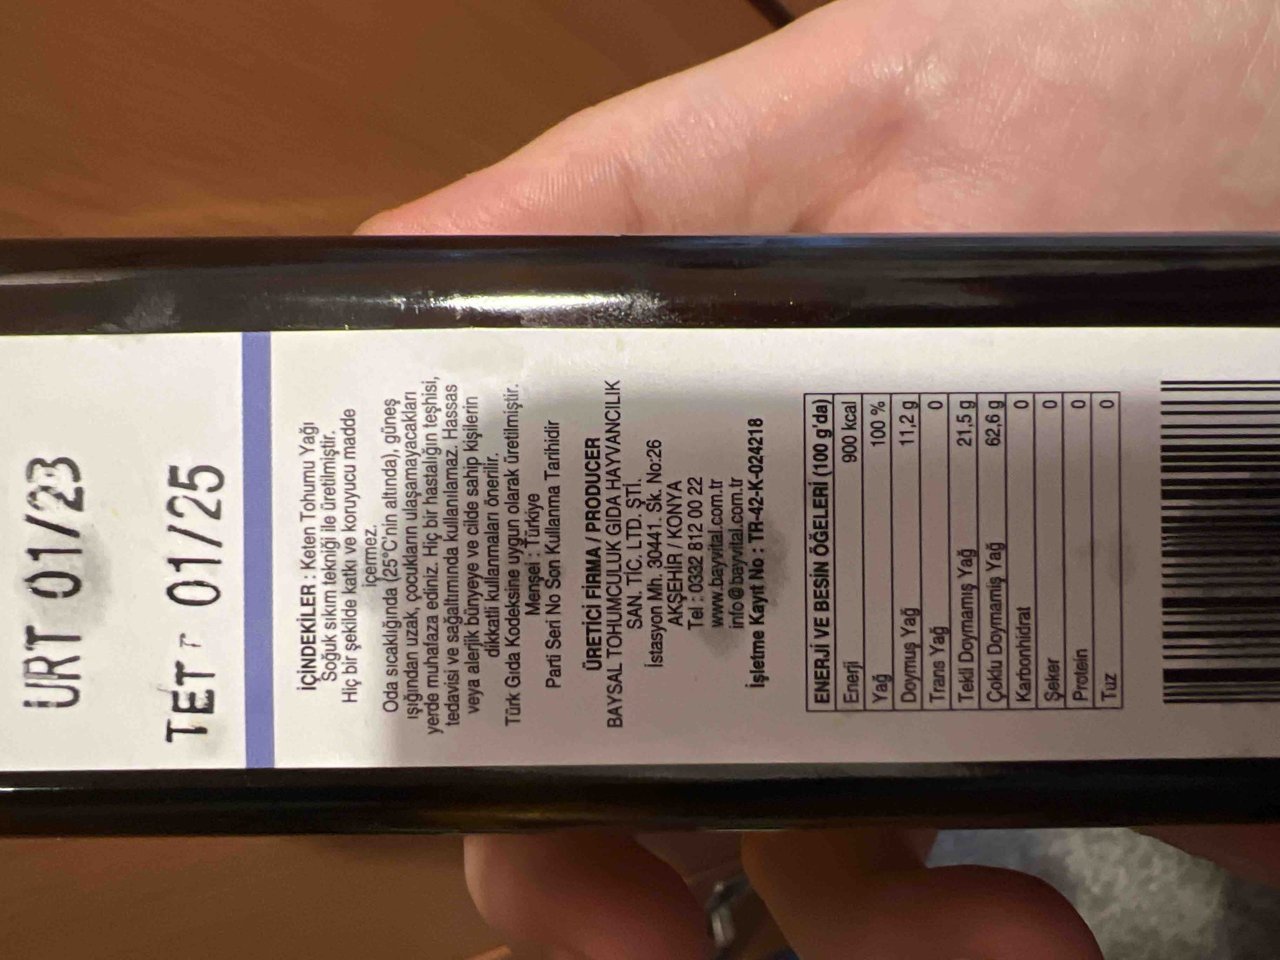 ÜRT 01/23
TET 01/25
İÇİNDEKİLER : Keten Tohumu Yağı
Soğuk sıkım tekniği ile üretilmiştir.
Hiç bir şekilde katkı ve koruyucu madde
içermez.
Oda sıcaklığında (25°C'nin altında), güneş
ışığından uzak, çocukların ulaşamayacakları
yerde muhafaza ediniz. Hiç bir hastalığın teşhisi,
tedavisi ve sağaltımında kullanılamaz. Hassas
veya alerjik bünyeye ve cilde sahip kişilerin
dikkatli kullanmaları önerilir.
Türk Gıda Kodeksine uygun olarak üretilmiştir.
Menşei : Türkiye
Parti Seri No Son Kullanma Tarihidir
ÜRETİCİ FİRMA / PRODUCER
BAYSAL TOHUMCULUK GIDA HAYVANCILIK
SAN. TİC. LTD. ŞTİ.
İstasyon Mh. 30441. Sk. No:26
AKŞEHİR / KONYA
Tel : 0332 812 00 22
www.bayvital.com.tr
info@bayvital.com.tr
İşletme Kayıt No : TR-42-K-024218
ENERJİ VE BESİN ÖĞELERİ (100 g'da)
Enerji 900 kcal
Yağ 100 %
Doymuş Yağ 11,2 g
Trans Yağ 0
Tekli Doymamış Yağ 21,5 g
Çoklu Doymamış Yağ 62,6 g
Karbonhidrat 0
Şeker 0
Protein 0
Tuz 0